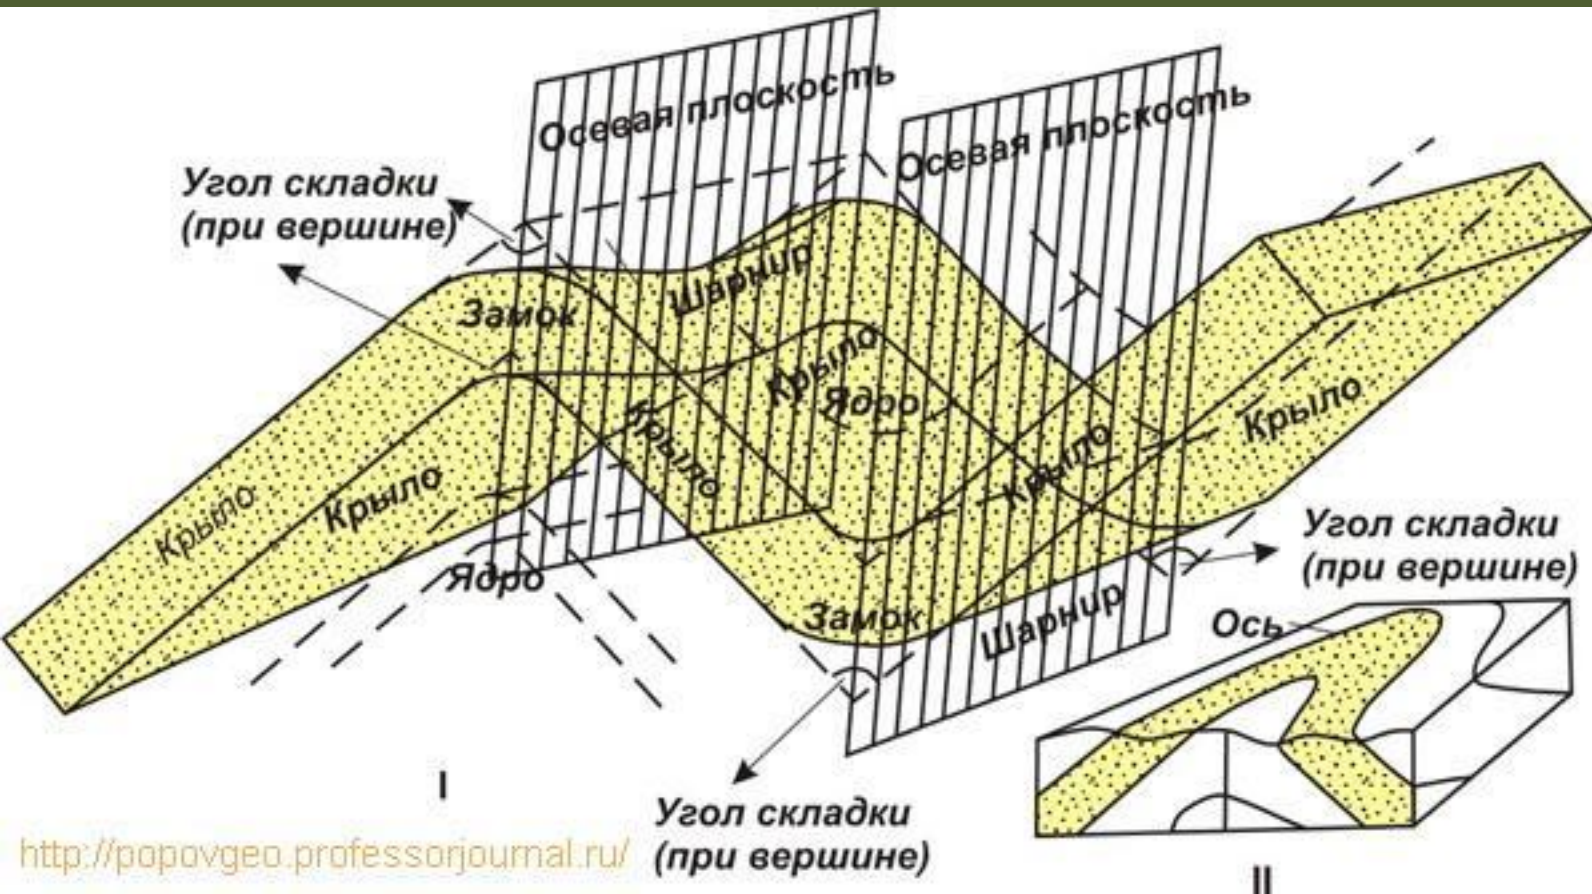 Осевая плоскость
Осевая плоскость
Угол складки
(при вершине)
Шарнир
Замок
Крыло
Ядро
Крыло
Крыло
Крыло
Крыло
Крыло
Ядро
Замок
Шарнир
Угол складки
(при вершине)
Ось
I
Угол складки
(при вершине)
http://popovgeo.professorjournal.ru/
II